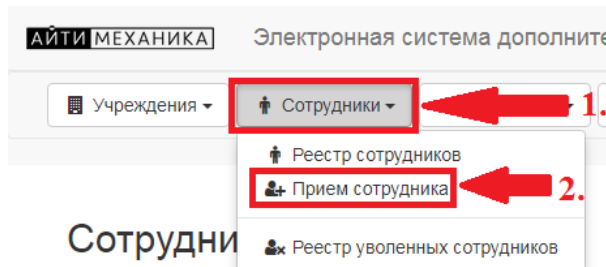 АЙТИ МЕХАНИКА Электронная система дополните
Учреждения Сотрудники 1.
Реестр сотрудников
Прием сотрудника 2.
Сотрудни
Реестр уволенных сотрудников